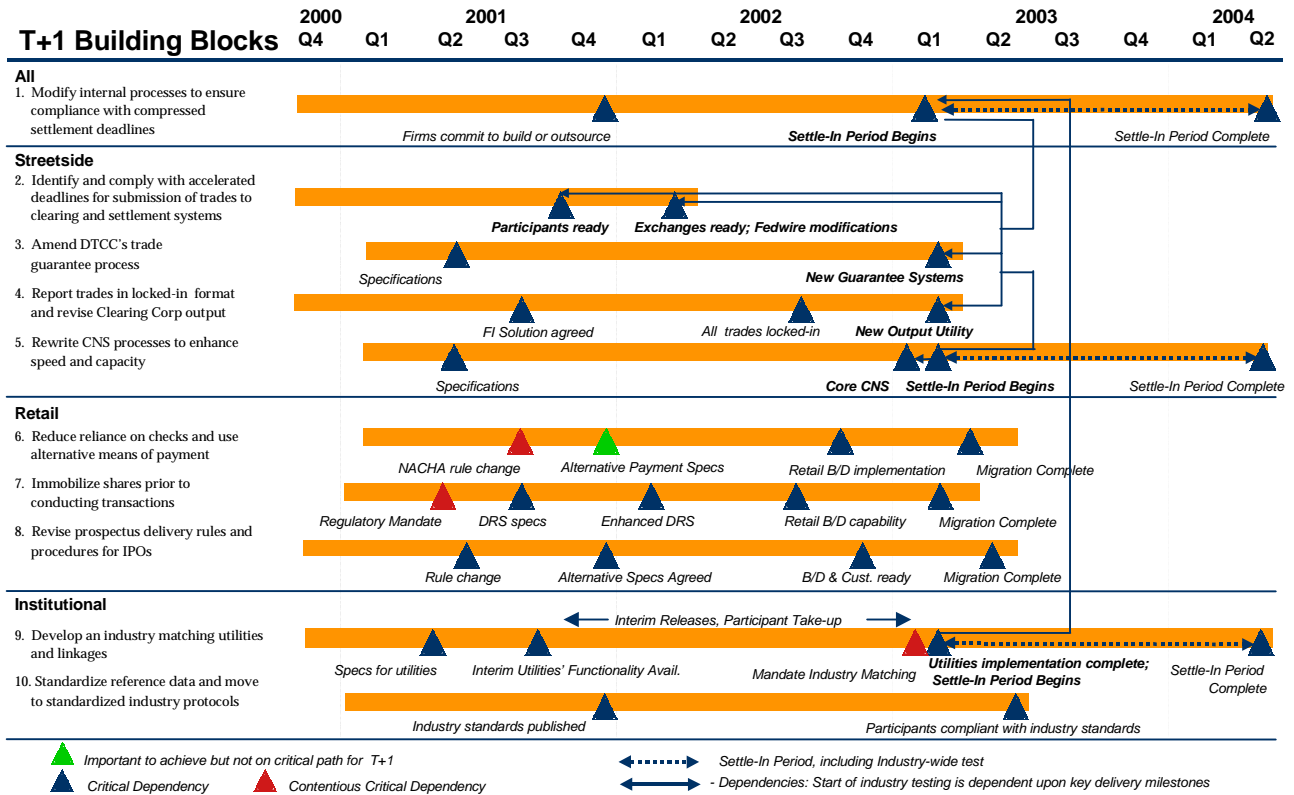 2000 2001 2002 2003 2004
T+1 Building Blocks Q4 Q1 Q2 Q3 Q4 Q1 Q2 Q3 Q4 Q1 Q2 Q3 Q4 Q1 Q2
All
1. Modify internal processes to ensure
compliance with compressed
settlement deadlines
Firms commit to build or outsource
Settle-In Period Begins
Settle-In Period Complete
Streetside
2. Identify and comply with accelerated
deadlines for submission of trades to
clearing and settlement systems
Participants ready
Exchanges ready; Fedwire modifications
3. Amend DTCC's trade
guarantee process
Specifications
New Guarantee Systems
4. Report trades in locked-in format
and revise Clearing Corp output
FI Solution agreed
All trades locked-in
New Output Utility
5. Rewrite CNS processes to enhance
speed and capacity
Specifications
Core CNS
Settle-In Period Begins
Settle-In Period Complete
Retail
6. Reduce reliance on checks and use
alternative means of payment
NACHA rule change
Alternative Payment Specs
Retail B/D implementation
Migration Complete
7. Immobilize shares prior to
conducting transactions
Regulatory Mandate
DRS specs
Enhanced DRS
Retail B/D capability
Migration Complete
8. Revise prospectus delivery rules and
procedures for IPOs
Rule change
Alternative Specs Agreed
B/D & Cust. ready
Migration Complete
Institutional
Interim Releases, Participant Take-up
9. Develop an industry matching utilities
and linkages
Specs for utilities
Interim Utilities' Functionality Avail.
Mandate Industry Matching
Utilities implementation complete;
Settle-In Period Begins
Settle-In Period
Complete
10. Standardize reference data and move
to standardized industry protocols
Industry standards published
Participants compliant with industry standards
Important to achieve but not on critical path for T+1
Critical Dependency
Contentious Critical Dependency
Settle-In Period, including Industry-wide test
- Dependencies: Start of industry testing is dependent upon key delivery milestones